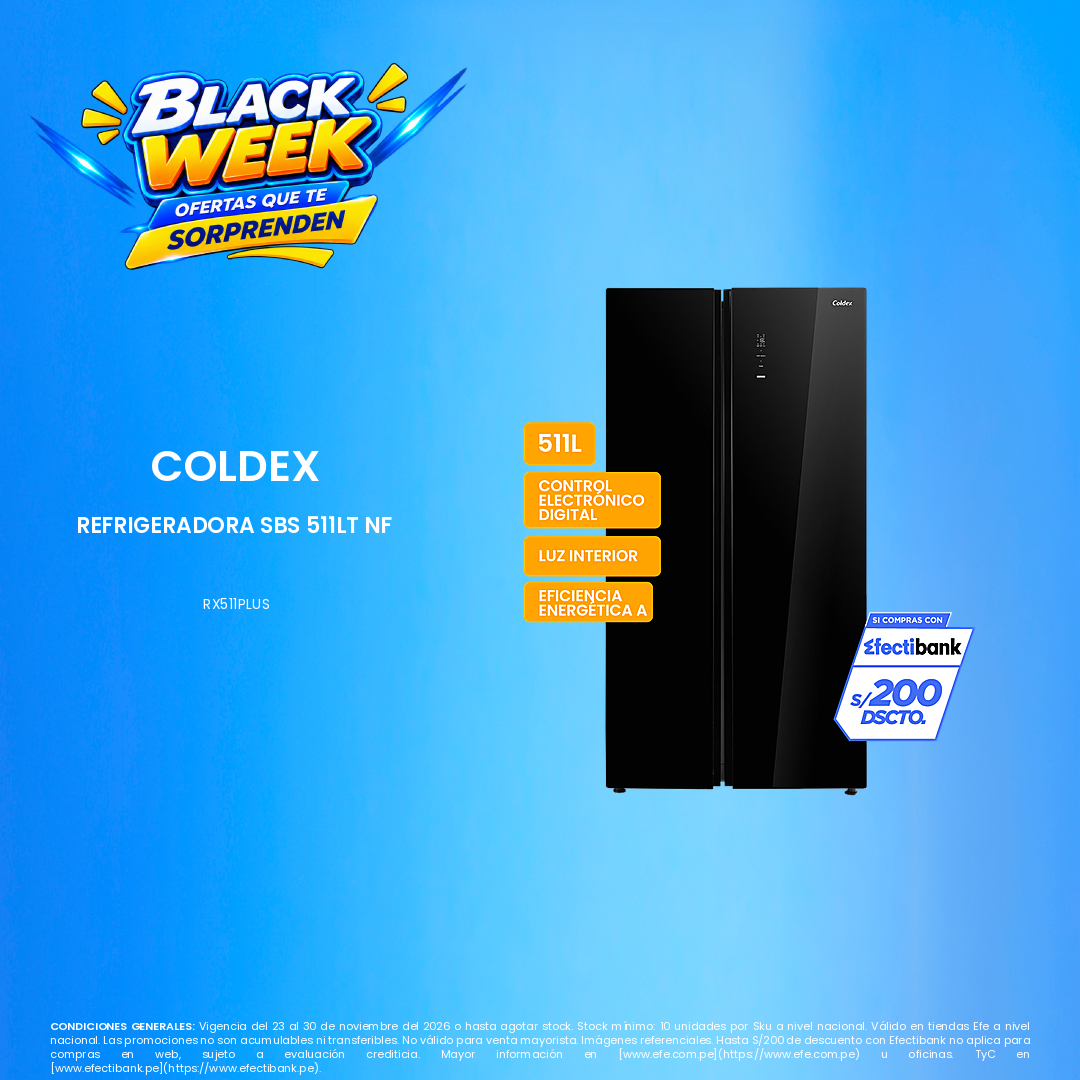 BLACK
WEEK
OFERTAS QUE TE
SORPRENDEN
Coldex
511L
COLDEX
CONTROL
ELECTRÓNICO
DIGITAL
REFRIGERADORA SBS 511LT NF
LUZ INTERIOR
EFICIENCIA
ENERGÉTICA A
RX511PLUS
SI COMPRAS CON
Efectibank
S/200
DSCTO.
CONDICIONES GENERALES: Vigencia del 23 al 30 de noviembre del 2026 o hasta agotar stock. Stock mínimo: 10 unidades por Sku a nivel nacional. Válido en tiendas Efe a nivel
nacional. Las promociones no son acumulables ni transferibles. No válido para venta mayorista. Imágenes referenciales. Hasta S/200 de descuento con Efectibank no aplica para
compras en web, sujeto a evaluación crediticia. Mayor información en [www.efe.com.pe](https://www.efe.com.pe) u oficinas. TyC en
[www.efectibank.pe](https://www.efectibank.pe).